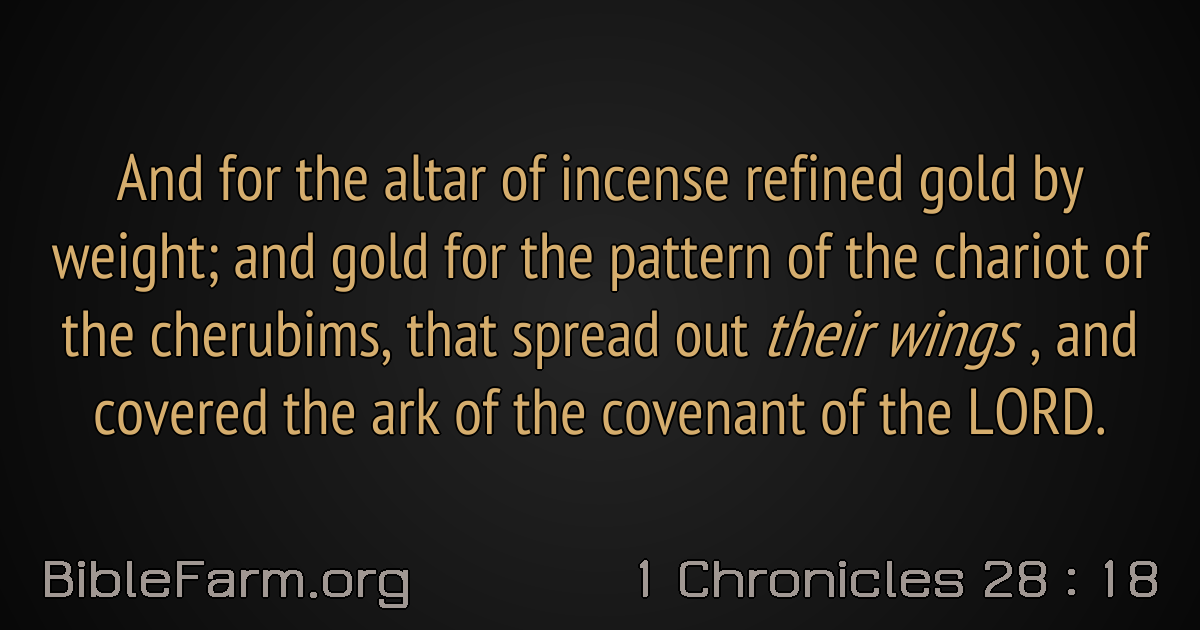 And for the altar of incense refined gold by
weight; and gold for the pattern of the chariot of
the cherubims, that spread out their wings , and
covered the ark of the covenant of the LORD.
BibleFarm.org
1 Chronicles 28 : 18